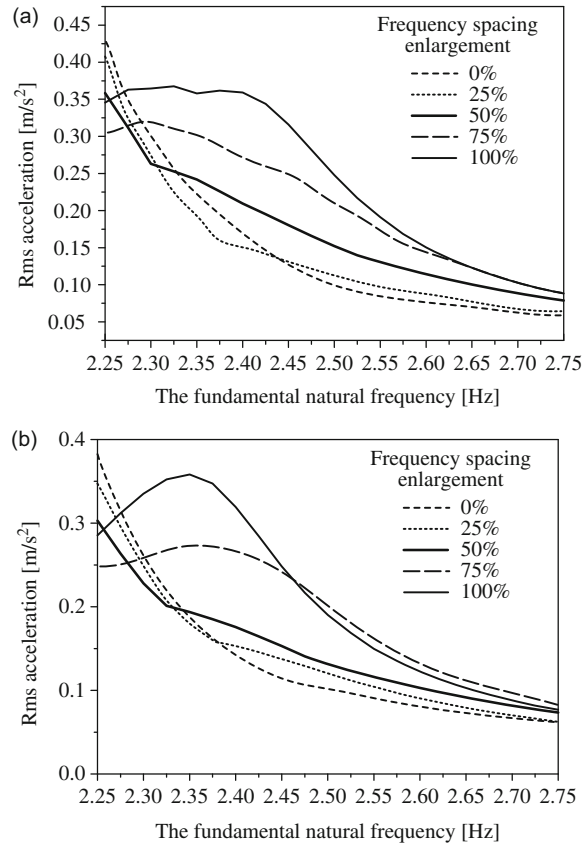 (a)
Frequency spacing
enlargement
0%
25%
50%
75%
100%
Rms acceleration [m/s²]
0.45
0.40
0.35
0.30
0.25
0.20
0.15
0.10
0.05
2.25 2.30 2.35 2.40 2.45 2.50 2.55 2.60 2.65 2.70 2.75
The fundamental natural frequency [Hz]
(b)
Frequency spacing
enlargement
0%
25%
50%
75%
100%
Rms acceleration [m/s²]
0.4
0.3
0.2
0.1
0.0
2.25 2.30 2.35 2.40 2.45 2.50 2.55 2.60 2.65 2.70 2.75
The fundamental natural frequency [Hz]